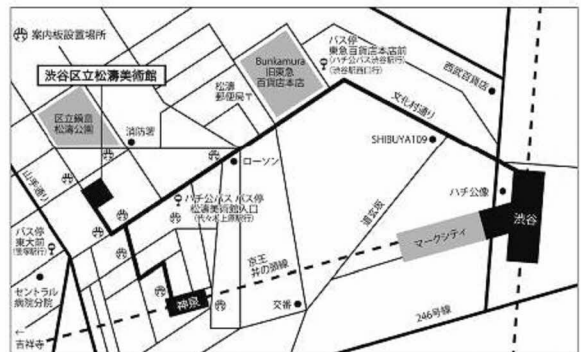 案内板設置場所
渋谷区立松濤美術館
区立鍋島
松濤公園
消防署
松濤
郵便局〒
Bunkamura
旧東急
百貨店本店
バス停
東急百貨店本店前
(ハチ公バス渋谷駅行)
(渋谷駅西口行)
西武百貨店
文化村通り
SHIBUYA109
ローソン
山手通り
ハチ公バス バス停
松濤美術館入口
(代々木上原駅行)
道玄坂
ハチ公像
渋谷
マークシティ
バス停
東大前
(笹塚駅行)
セントラル
病院分院
京王
井の頭線
神泉
交番
246号線
←
吉祥寺